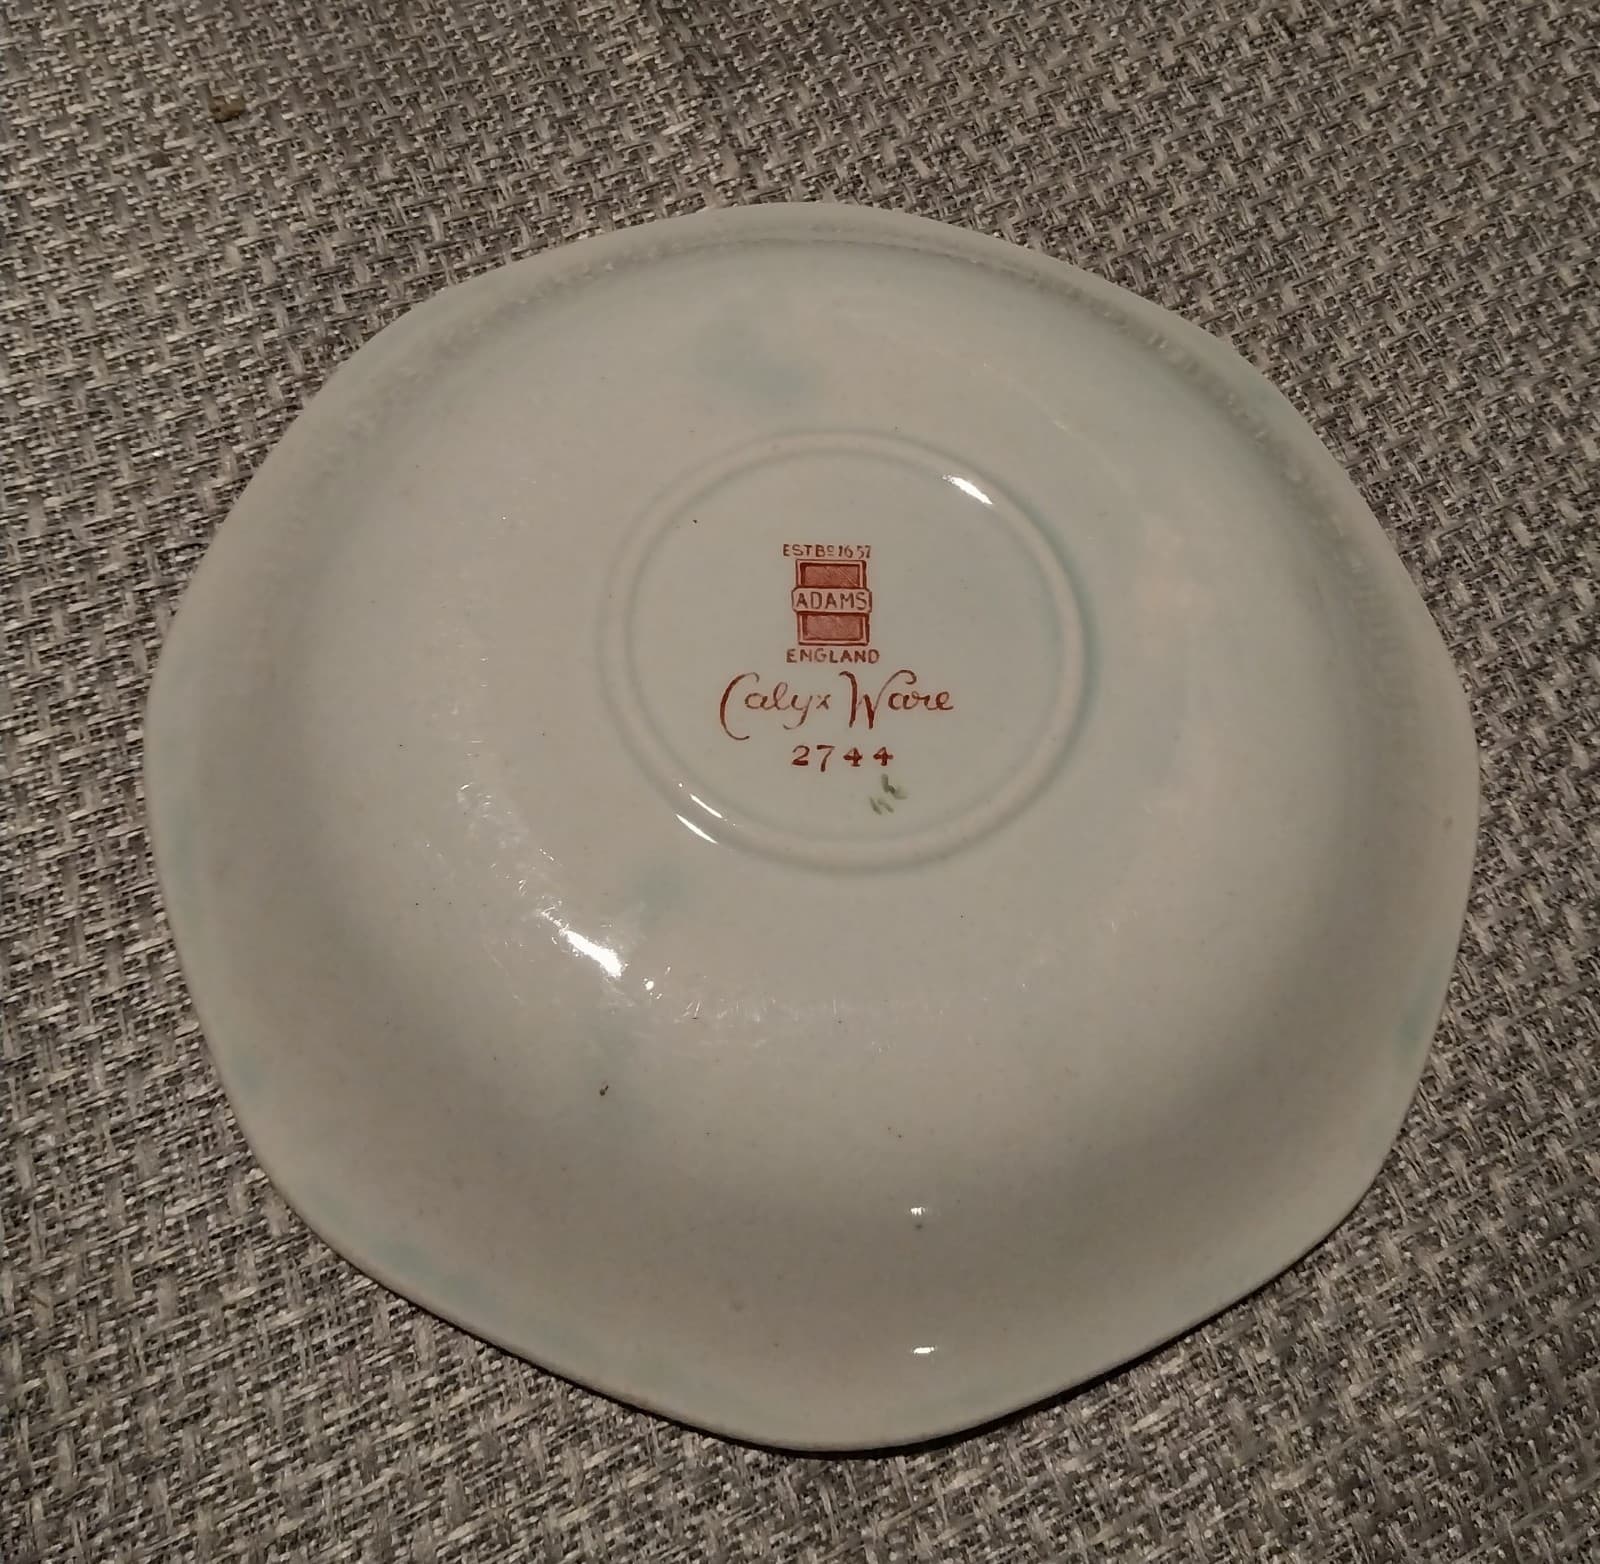 ESTBD 1657
ADAMS
ENGLAND
Calyx Ware
2744